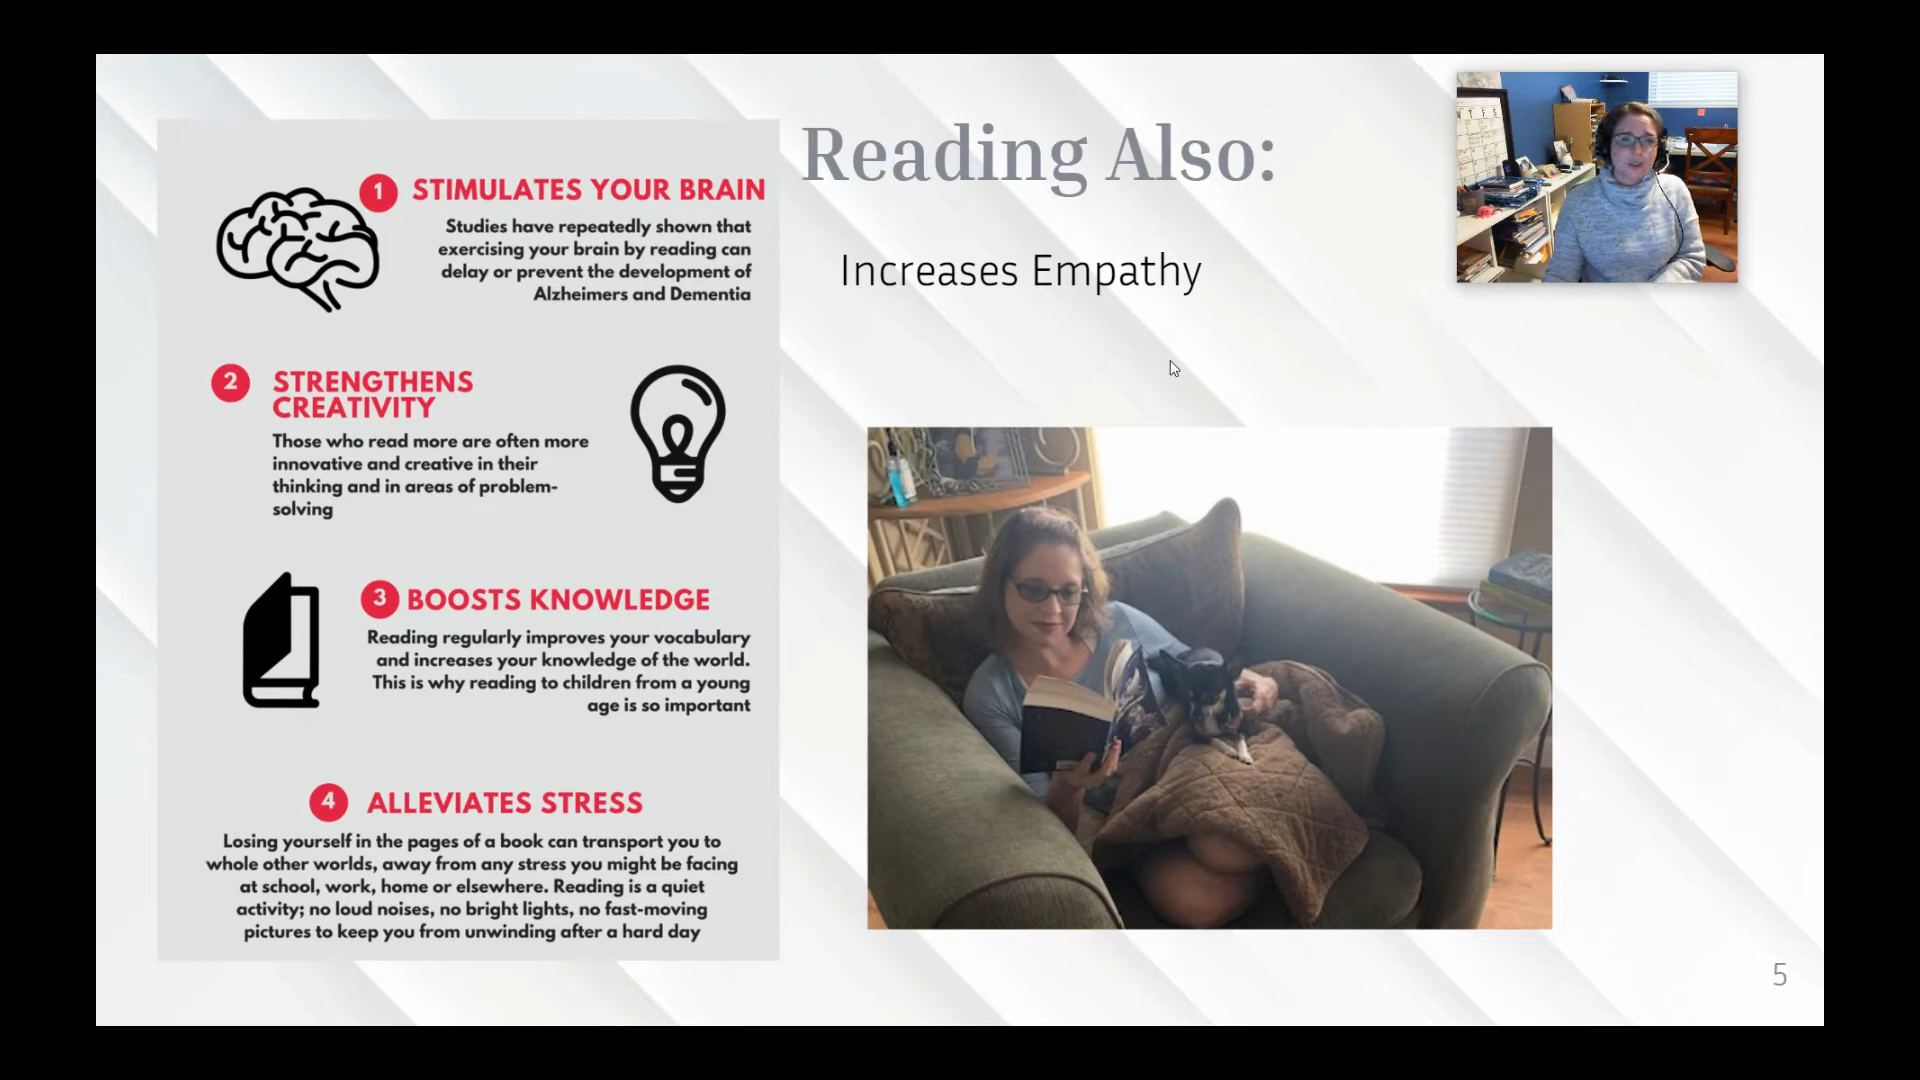 1 STIMULATES YOUR BRAIN
Studies have repeatedly shown that
exercising your brain by reading can
delay or prevent the development of
Alzheimers and Dementia
2 STRENGTHENS
CREATIVITY
Those who read more are often more
innovative and creative in their
thinking and in areas of problem-
solving
3 BOOSTS KNOWLEDGE
Reading regularly improves your vocabulary
and increases your knowledge of the world.
This is why reading to children from a young
age is so important
4 ALLEVIATES STRESS
Losing yourself in the pages of a book can transport you to
whole other worlds, away from any stress you might be facing
at school, work, home or elsewhere. Reading is a quiet
activity; no loud noises, no bright lights, no fast-moving
pictures to keep you from unwinding after a hard day
Reading Also:
Increases Empathy
5